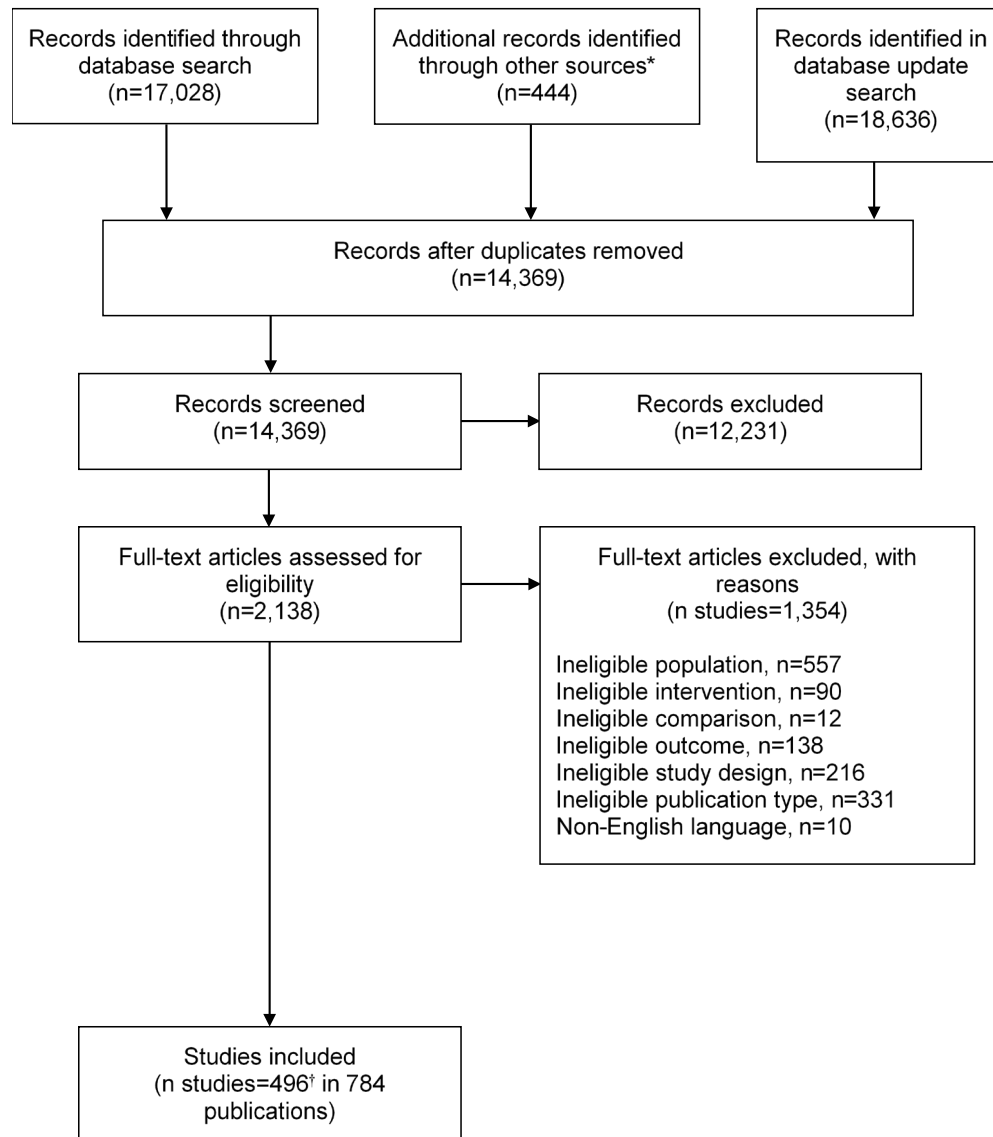 Records identified through
database search
(n=17,028)
Additional records identified
through other sources*
(n=444)
Records identified in
database update
search
(n=18,636)
Records after duplicates removed
(n=14,369)
Records screened
(n=14,369)
Records excluded
(n=12,231)
Full-text articles assessed for
eligibility
(n=2,138)
Full-text articles excluded, with
reasons
(n studies=1,354)
Ineligible population, n=557
Ineligible intervention, n=90
Ineligible comparison, n=12
Ineligible outcome, n=138
Ineligible study design, n=216
Ineligible publication type, n=331
Non-English language, n=10
Studies included
(n studies=496† in 784
publications)